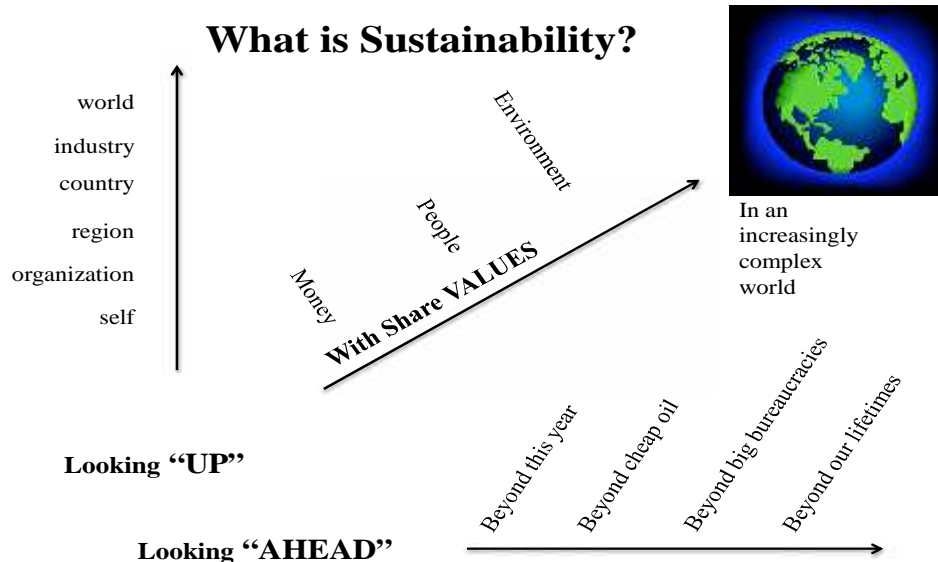 What is Sustainability?
world
industry
country
region
organization
self
Environment
People
Money
With Share VALUES
In an
increasingly
complex
world
Looking “UP”
Beyond this year
Beyond cheap oil
Beyond big bureaucracies
Beyond our lifetimes
Looking “AHEAD”